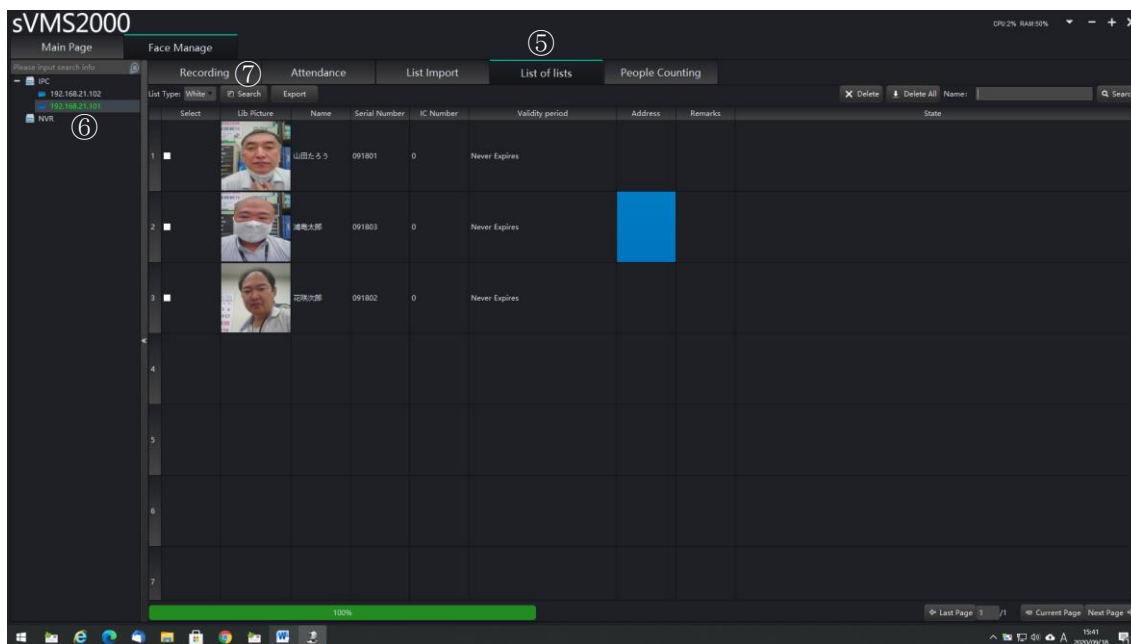 sVMS2000
CPU:2% RAM:50%
Main Page
Face Manage
⑤
Please input search info
Recording
⑦
Attendance
List Import
List of lists
People Counting
IPC
192.168.21.102
192.168.21.101
NVR
⑥
List Type: White
Search
Export
Delete
Delete All
Name:
Searc
Select
Lib Picture
Name
Serial Number
IC Number
Validity period
Address
Remarks
State
1
山田たろう
091801
0
Never Expires
2
浦竜太郎
091803
0
Never Expires
3
花咲次郎
091802
0
Never Expires
4
5
6
7
100%
Last Page
1
/1
Current Page
Next Page
A
15:41
2020/09/18